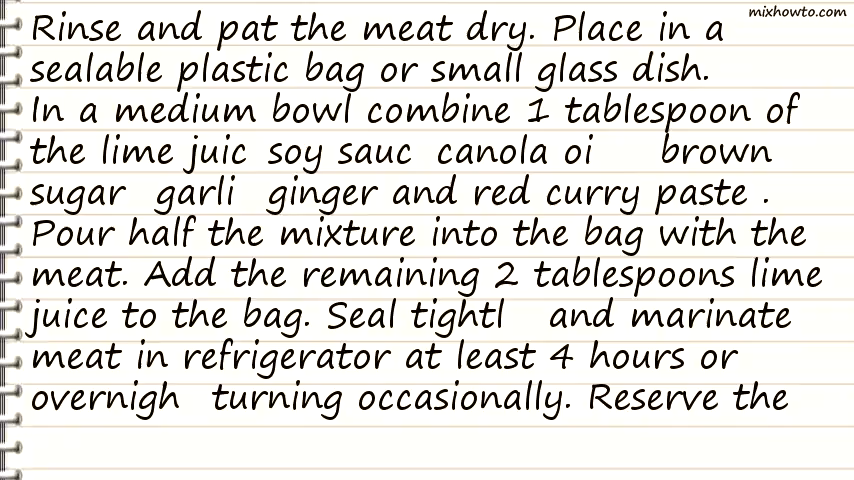 mixhowto.com
Rinse and pat the meat dry. Place in a
sealable plastic bag or small glass dish.
In a medium bowl combine 1 tablespoon of
the lime juic soy sauc canola oi brown
sugar garli ginger and red curry paste .
Pour half the mixture into the bag with the
meat. Add the remaining 2 tablespoons lime
juice to the bag. Seal tightl and marinate
meat in refrigerator at least 4 hours or
overnigh turning occasionally. Reserve the